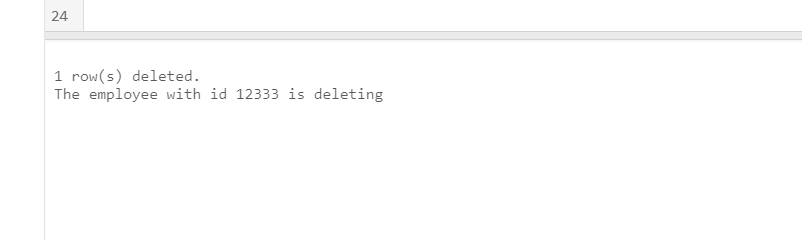 24
1 row(s) deleted.
The employee with id 12333 is deleting